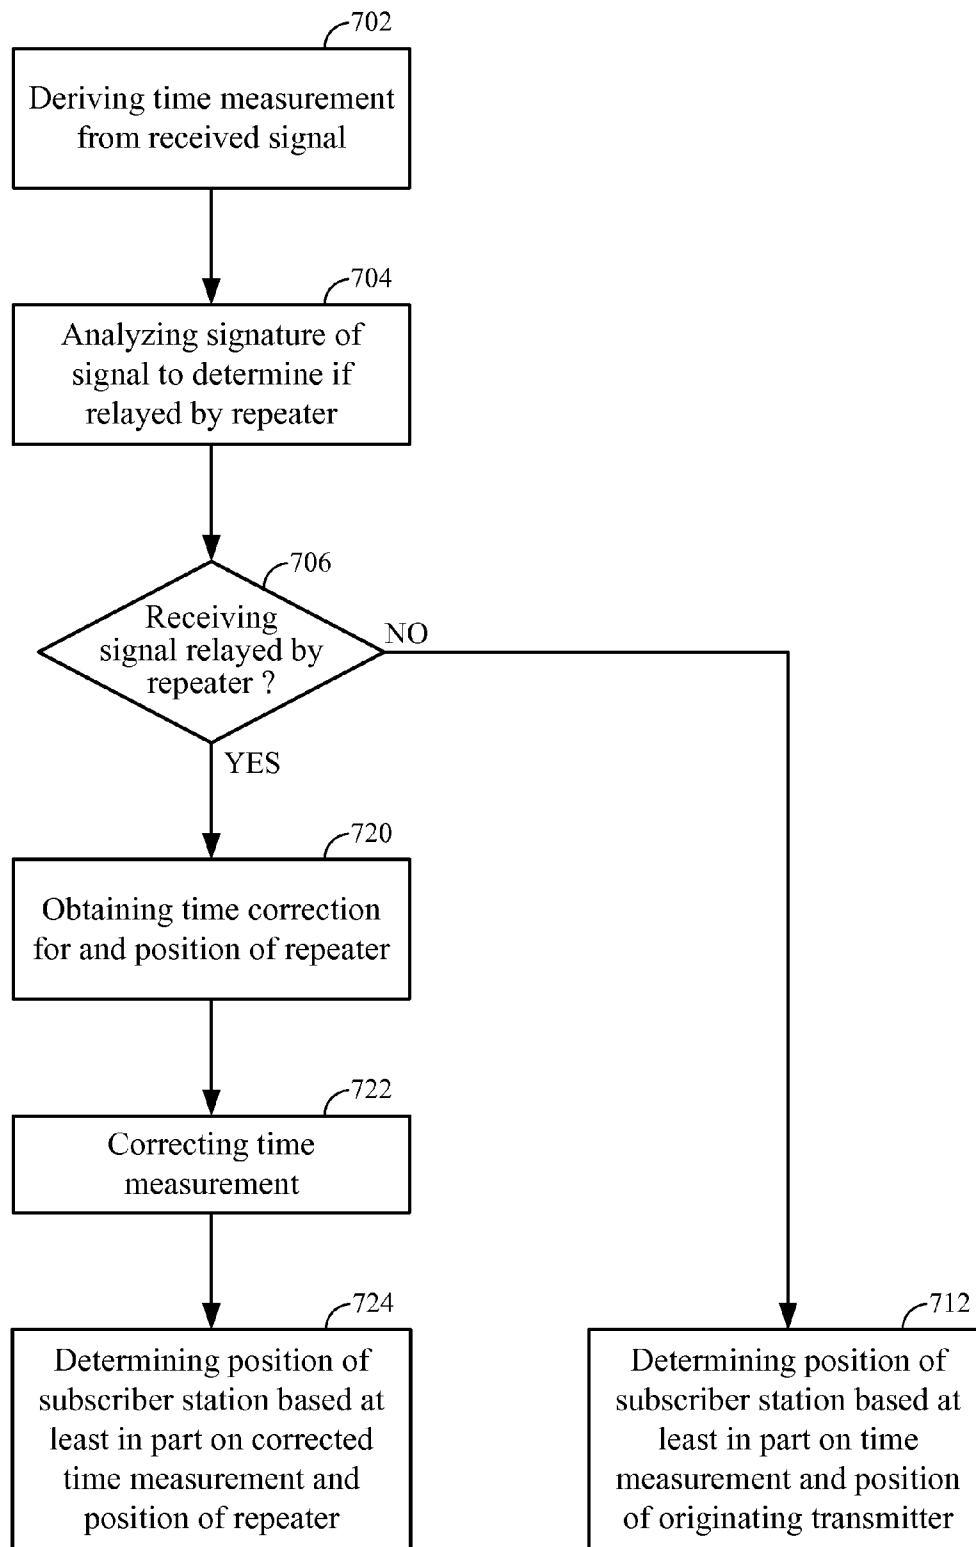 702
Deriving time measurement
from received signal
704
Analyzing signature of
signal to determine if
relayed by repeater
706
Receiving
signal relayed by
repeater ?
NO
YES
720
Obtaining time correction
for and position of repeater
722
Correcting time
measurement
724
Determining position of
subscriber station based at
least in part on corrected
time measurement and
position of repeater
712
Determining position of
subscriber station based at
least in part on time
measurement and position
of originating transmitter